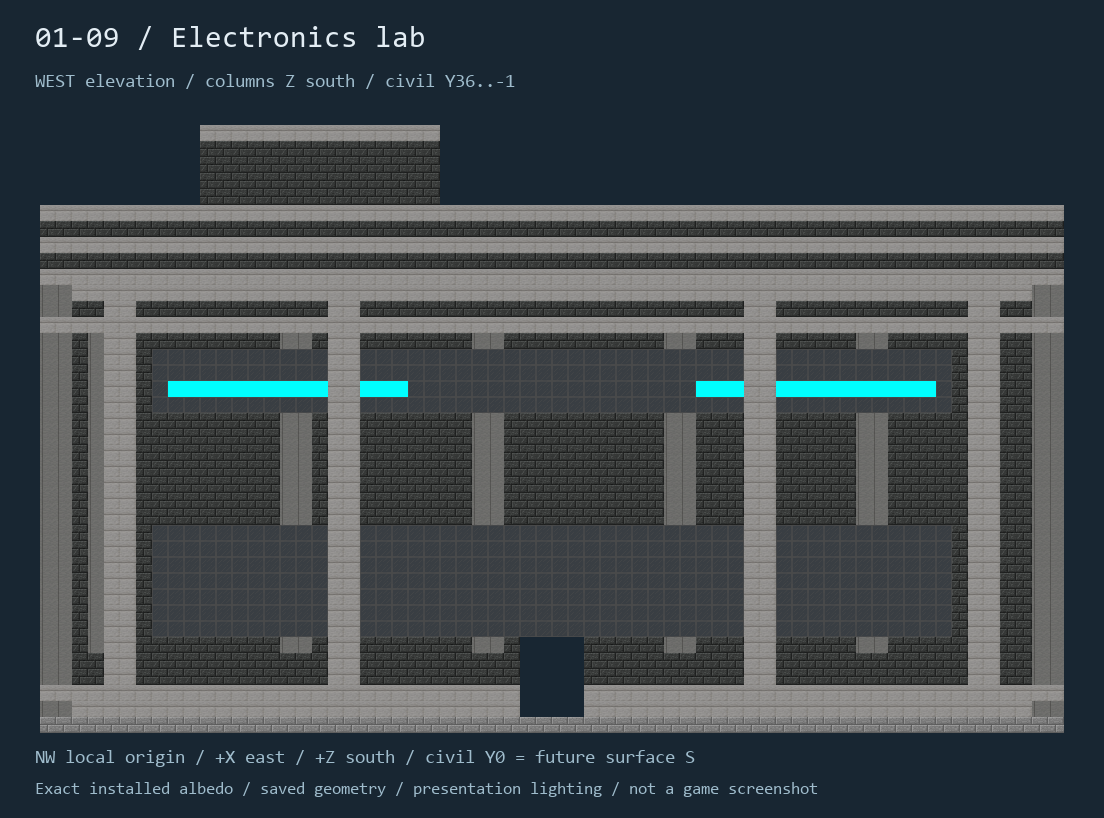 01-09 / Electronics lab
WEST elevation / columns Z south / civil Y36..-1
NW local origin / +X east / +Z south / civil Y0 = future surface S
Exact installed albedo / saved geometry / presentation lighting / not a game screenshot